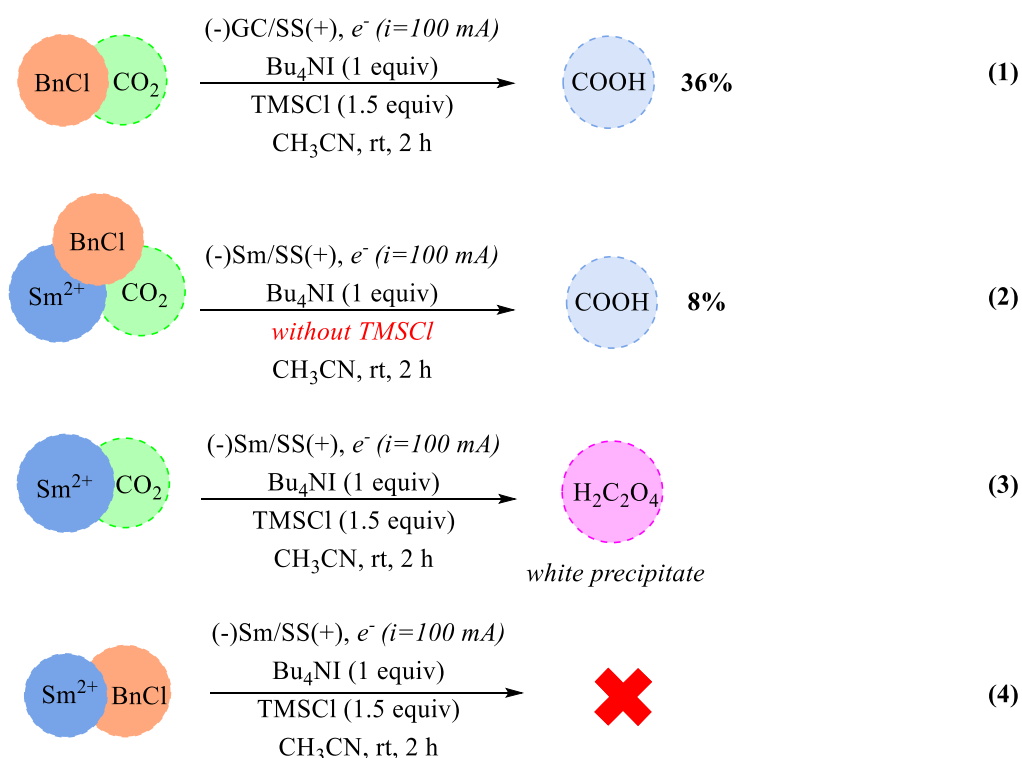 (-)GC/SS(+), e⁻ (i=100 mA)
BnCl CO₂
Bu₄NI (1 equiv)
TMSCl (1.5 equiv)
CH₃CN, rt, 2 h
COOH 36%
(1)
BnCl
Sm²⁺ CO₂
(-)Sm/SS(+), e⁻ (i=100 mA)
Bu₄NI (1 equiv)
without TMSCl
CH₃CN, rt, 2 h
COOH 8%
(2)
Sm²⁺ CO₂
(-)Sm/SS(+), e⁻ (i=100 mA)
Bu₄NI (1 equiv)
TMSCl (1.5 equiv)
CH₃CN, rt, 2 h
H₂C₂O₄
white precipitate
(3)
Sm²⁺ BnCl
(-)Sm/SS(+), e⁻ (i=100 mA)
Bu₄NI (1 equiv)
TMSCl (1.5 equiv)
CH₃CN, rt, 2 h
(4)